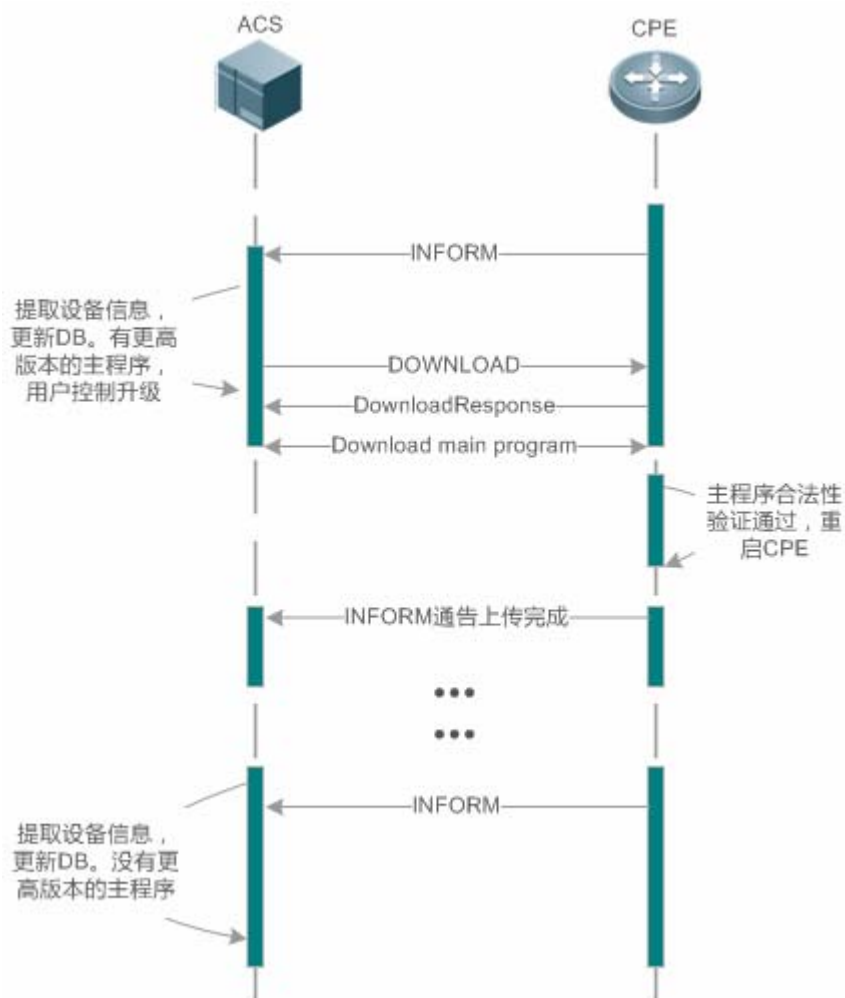 ACS
CPE
INFORM
提取设备信息，
更新DB。有更高
版本的主程序，
用户控制升级
DOWNLOAD
DownloadResponse
Download main program
主程序合法性
验证通过，重
启CPE
INFORM通告上传完成
INFORM
提取设备信息，
更新DB。没有更
高版本的主程序